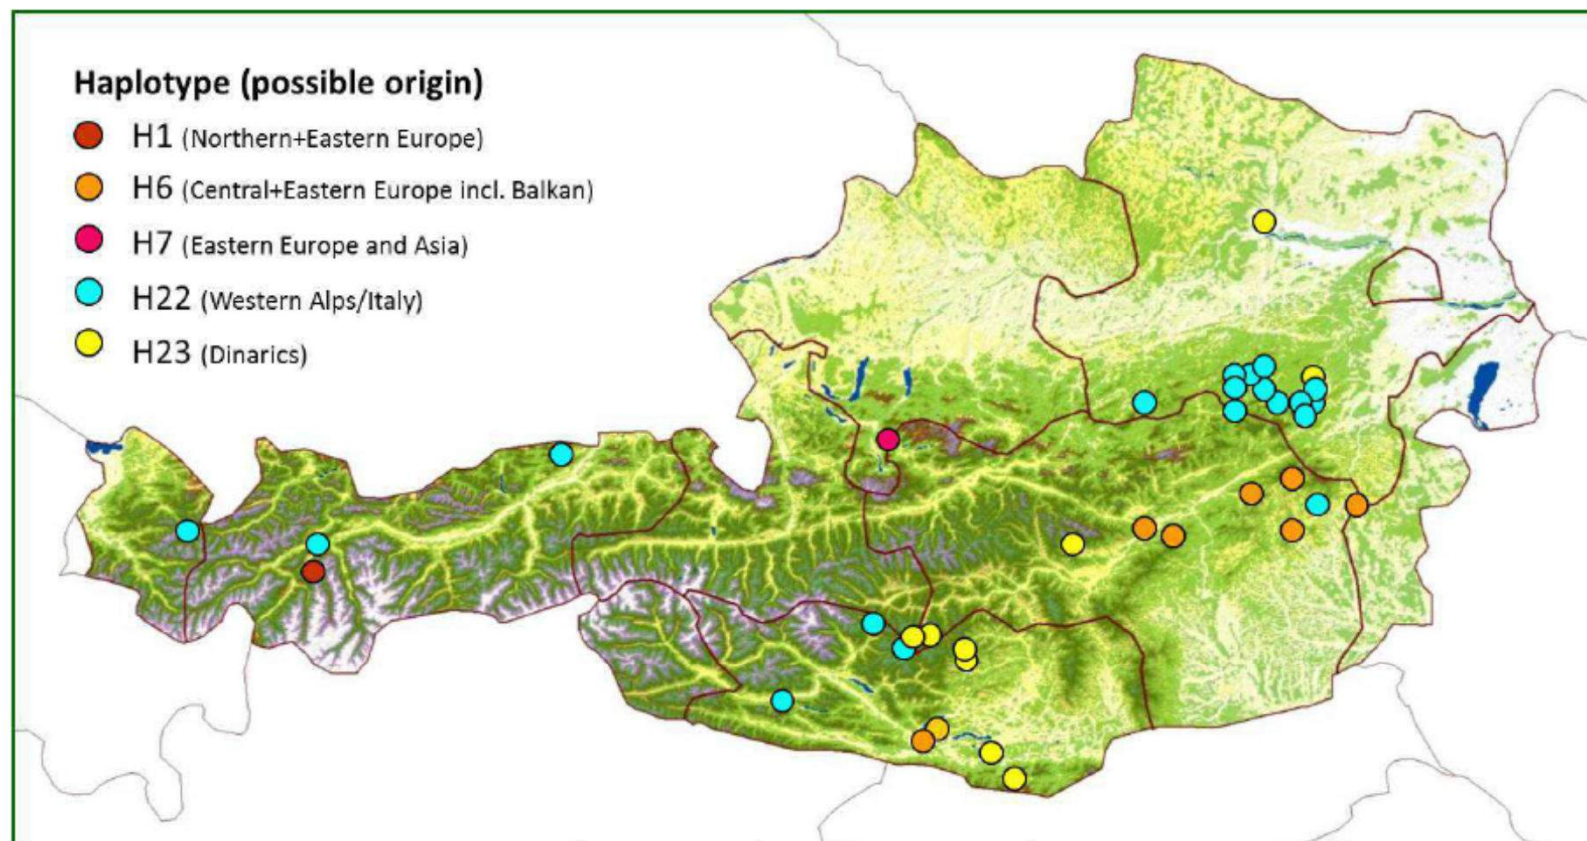 Haplotype (possible origin)
H1 (Northern+Eastern Europe)
H6 (Central+Eastern Europe incl. Balkan)
H7 (Eastern Europe and Asia)
H22 (Western Alps/Italy)
H23 (Dinarics)